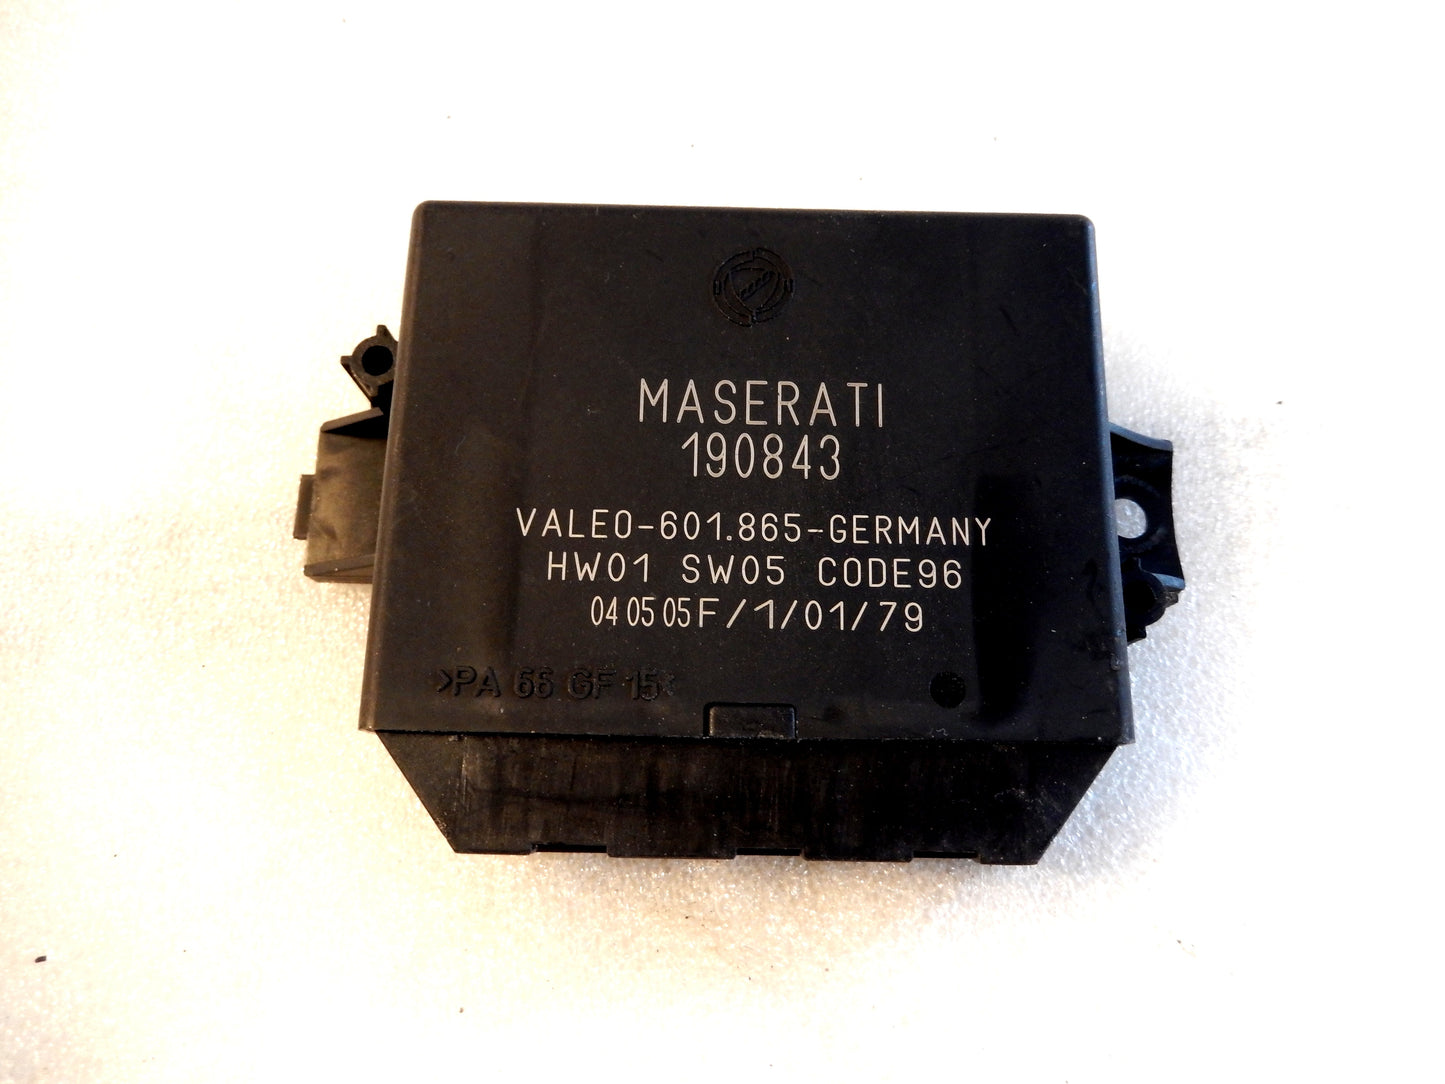 MASERATI
190843
VALEO-601.865-GERMANY
HW01 SW05 CODE96
04 05 05F/1/01/79
>PA 66 GF 15<